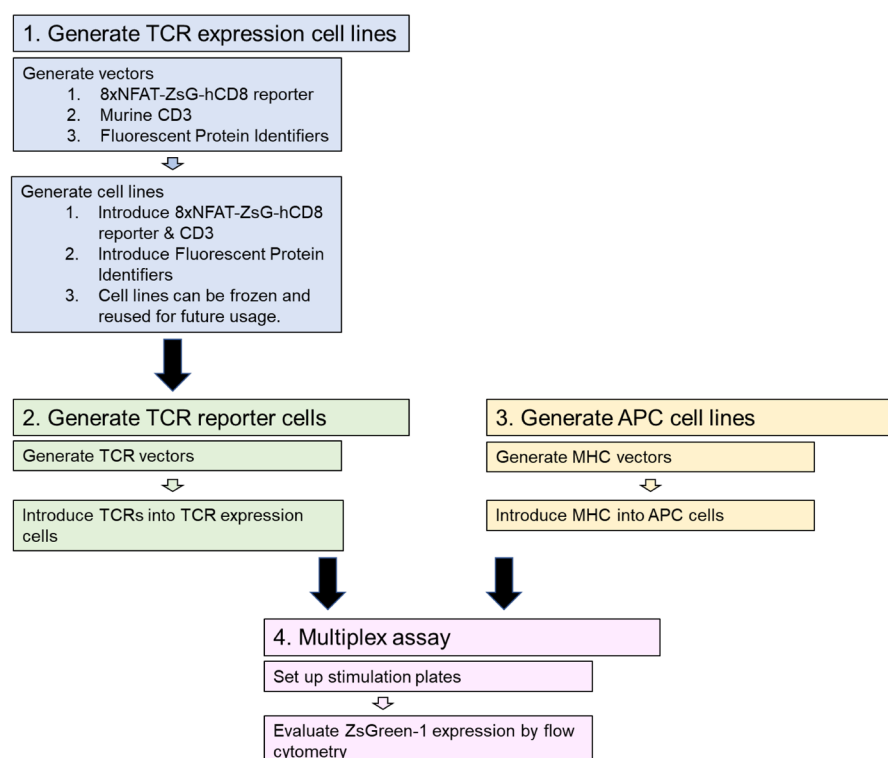 1. Generate TCR expression cell lines
Generate vectors
1. 8xNFAT-ZsG-hCD8 reporter
2. Murine CD3
3. Fluorescent Protein Identifiers
Generate cell lines
1. Introduce 8xNFAT-ZsG-hCD8
reporter & CD3
2. Introduce Fluorescent Protein
Identifiers
3. Cell lines can be frozen and
reused for future usage.
2. Generate TCR reporter cells
Generate TCR vectors
Introduce TCRs into TCR expression
cells
3. Generate APC cell lines
Generate MHC vectors
Introduce MHC into APC cells
4. Multiplex assay
Set up stimulation plates
Evaluate ZsGreen-1 expression by flow
cytometry